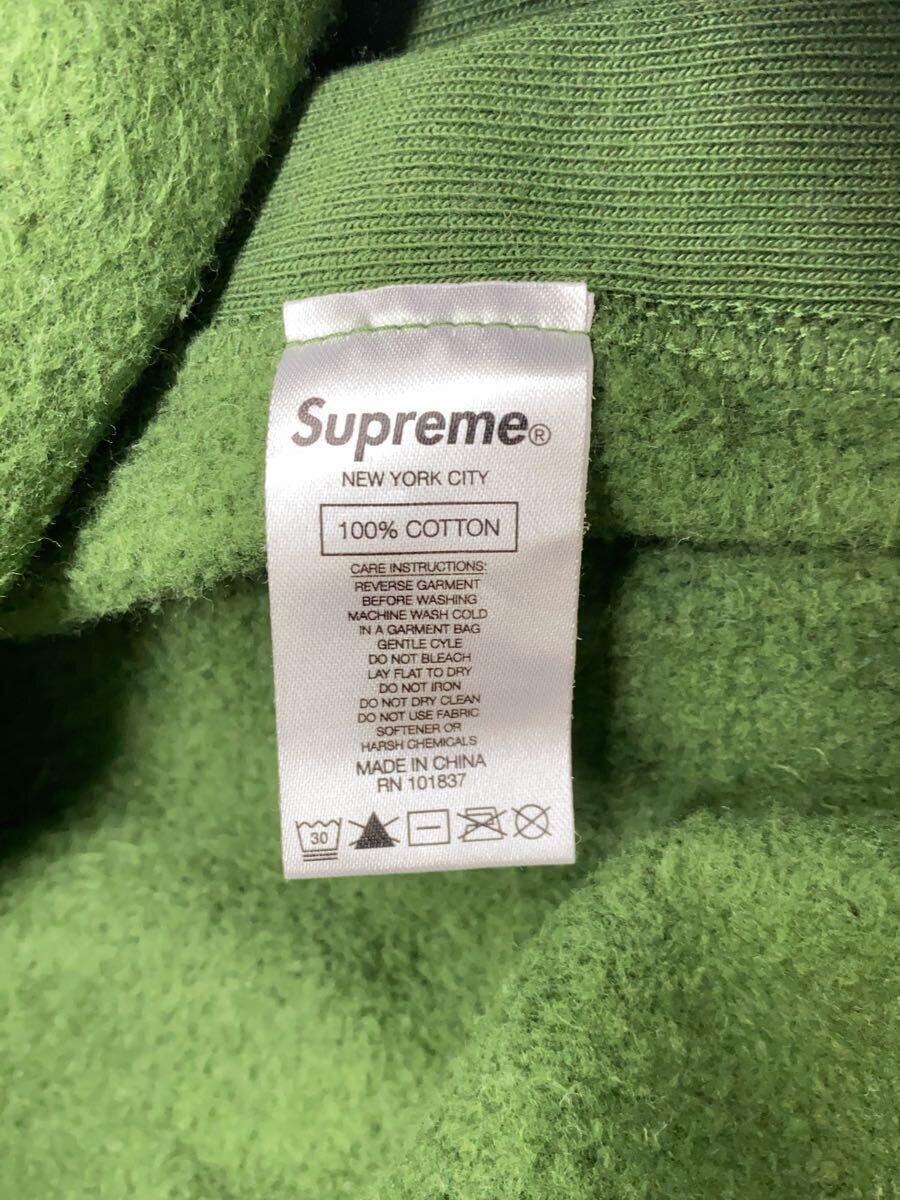 Supreme®
NEW YORK CITY
100% COTTON
CARE INSTRUCTIONS:
REVERSE GARMENT
BEFORE WASHING
MACHINE WASH COLD
IN A GARMENT BAG
GENTLE CYLE
DO NOT BLEACH
LAY FLAT TO DRY
DO NOT IRON
DO NOT DRY CLEAN
DO NOT USE FABRIC
SOFTENER OR
HARSH CHEMICALS
MADE IN CHINA
RN 101837
30